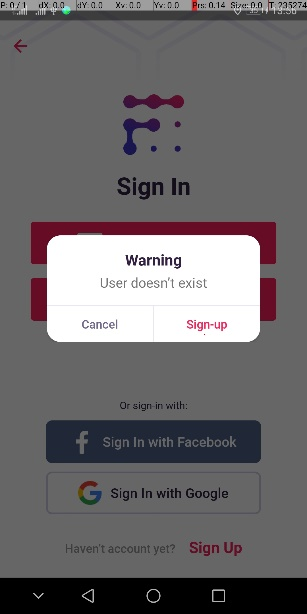 P: 0 / 1 dX: 0.0 dY: 0.0 Xv: 0.0 Yv: 0.0 Prs: 0.14 Size: 0.0 T: 235274
Sign In
Warning
User doesn't exist
Cancel Sign-up
Or sign-in with:
Sign In with Facebook
Sign In with Google
Haven't account yet? Sign Up